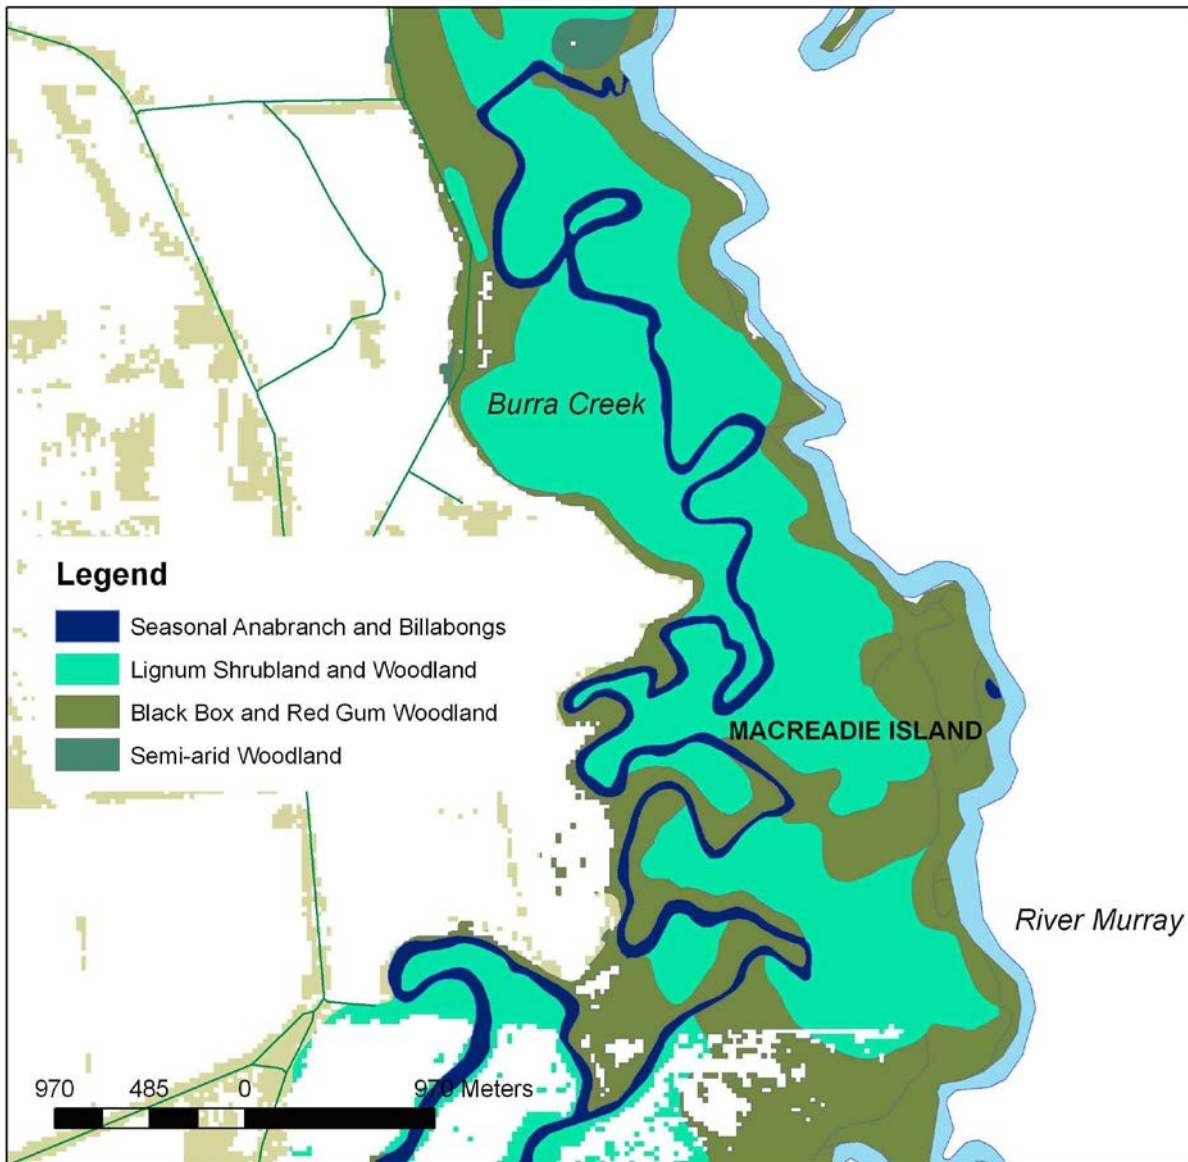 Burra Creek
Legend
Seasonal Anabranch and Billabongs
Lignum Shrubland and Woodland
Black Box and Red Gum Woodland
Semi-arid Woodland
MACREADIE ISLAND
River Murray
970 485 0 970 Meters